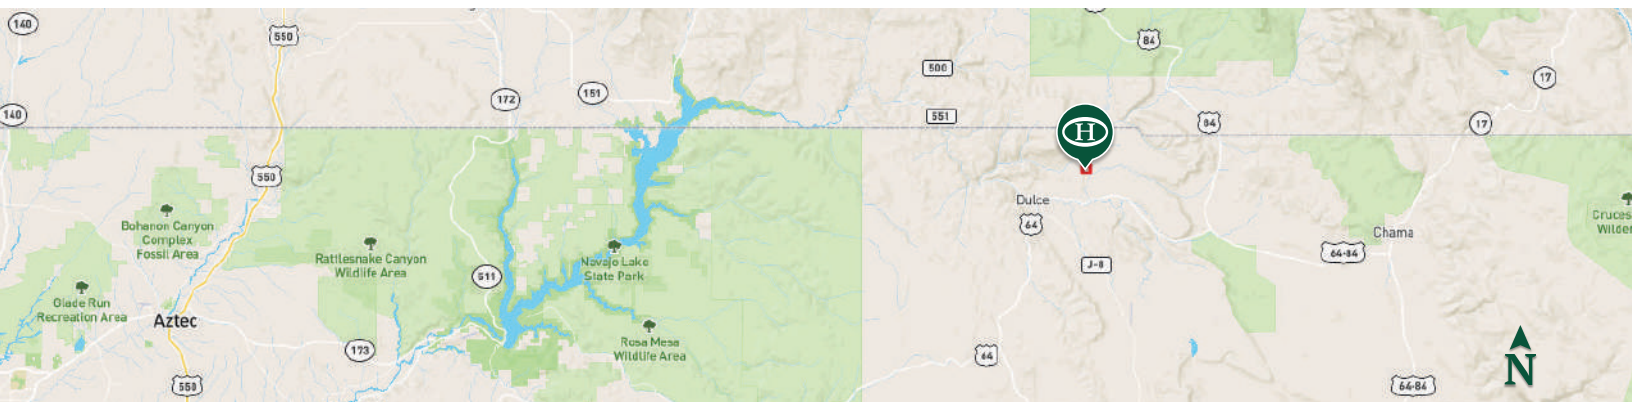 140
550
84
500
17
172
151
140
551
84
17
H
550
Dulce
64
Bohanon Canyon
Complex
Fossil Area
Chama
Rattlesnake Canyon
Wildlife Area
64-84
Navajo Lake
State Park
J-8
511
Glade Run
Recreation Area
Aztec
Rosa Mesa
Wildlife Area
173
64
N
550
64-84